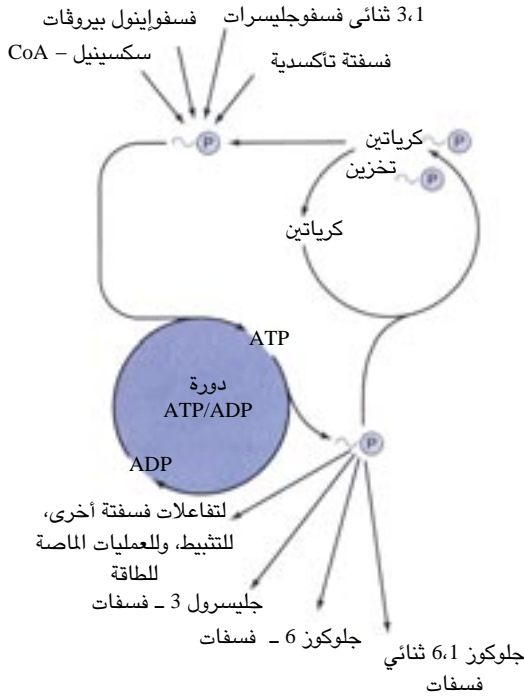 3،1 ثنائى فسفوجليسرات
فسفوإينول بيروڤات
سكسينيل – CoA
فسفتة تأكسدية
P
كرياتين
P
تخزين
P
كرياتين
ATP
دورة
ATP/ADP
P
ADP
لتفاعلات فسفتة أخرى،
للتثبيط، وللعمليات الماصة
للطاقة
جليسرول 3 ـ فسفات
جلوكوز 6 ـ فسفات
جلوكوز 6،1 ثنائي
فسفات